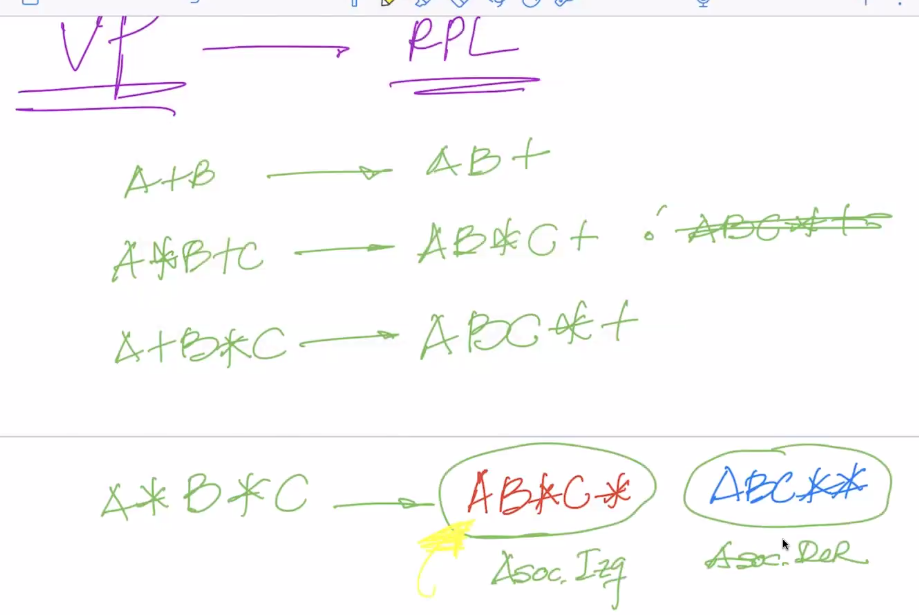 VP → RPL
A+B → AB+
A*B+C → AB*C+ ABC*+
A+B*C → ABC*+
A*B*C → AB*C* ABC**
Asoc. Izq Asoc. DeR